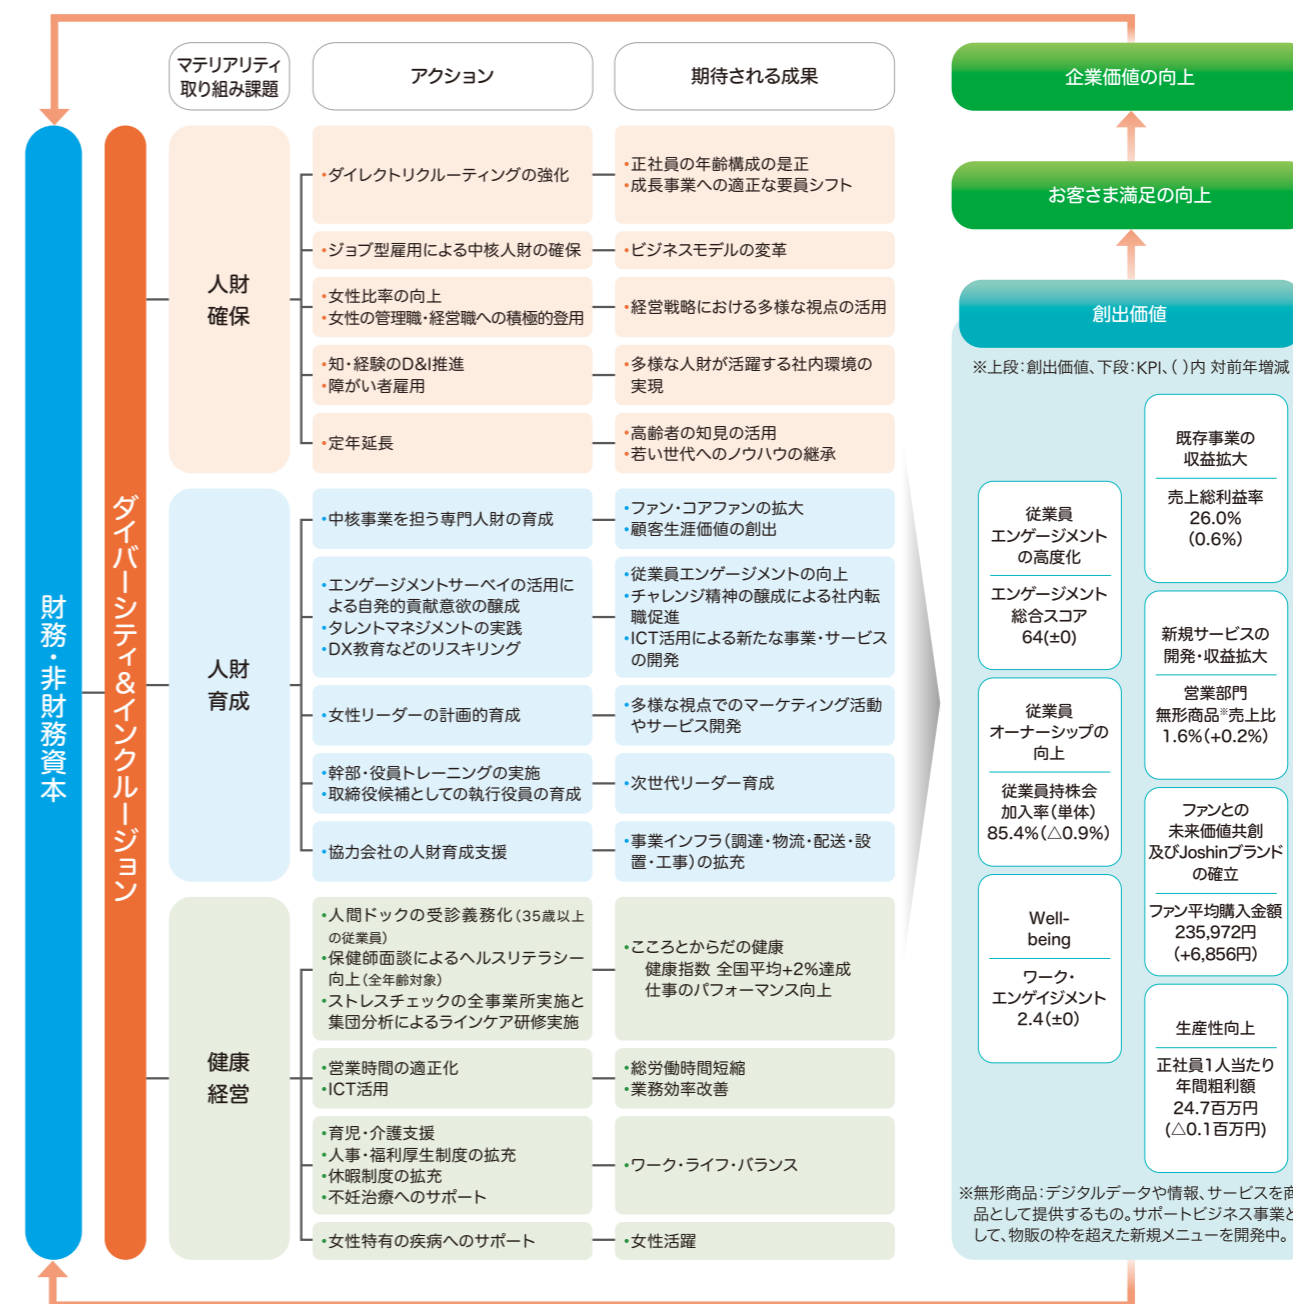 マテリアリティ
取り組み課題
アクション
期待される成果
財務・非財務資本
ダイバーシティ&インクルージョン
人財
確保
・ダイレクトリクルーティングの強化
・正社員の年齢構成の是正
・成長事業への適正な要員シフト
・ジョブ型雇用による中核人財の確保
・ビジネスモデルの変革
・女性比率の向上
・女性の管理職・経営職への積極的登用
・経営戦略における多様な視点の活用
・知・経験のD&I推進
・障がい者雇用
・多様な人財が活躍する社内環境の
実現
・定年延長
・高齢者の知見の活用
・若い世代へのノウハウの継承
人財
育成
・中核事業を担う専門人財の育成
・ファン・コアファンの拡大
・顧客生涯価値の創出
・エンゲージメントサーベイの活用に
よる自発的貢献意欲の醸成
・タレントマネジメントの実践
・DX教育などのリスキリング
・従業員エンゲージメントの向上
・チャレンジ精神の醸成による社内転
職促進
・ICT活用による新たな事業・サービス
の開発
・女性リーダーの計画的育成
・多様な視点でのマーケティング活動
やサービス開発
・幹部・役員トレーニングの実施
・取締役候補としての執行役員の育成
・次世代リーダー育成
・協力会社の人財育成支援
・事業インフラ（調達・物流・配送・設
置・工事）の拡充
健康
経営
・人間ドックの受診義務化（35歳以上
の従業員）
・保健師面談によるヘルスリテラシー
向上（全年齢対象）
・ストレスチェックの全事業所実施と
集団分析によるラインケア研修実施
・こころとからだの健康
健康指数 全国平均+2%達成
仕事のパフォーマンス向上
・営業時間の適正化
・ICT活用
・総労働時間短縮
・業務効率改善
・育児・介護支援
・人事・福利厚生制度の拡充
・休暇制度の拡充
・不妊治療へのサポート
・ワーク・ライフ・バランス
・女性特有の疾病へのサポート
・女性活躍
企業価値の向上
お客さま満足の向上
創出価値
※上段：創出価値、下段：KPI、（ ）内 対前年増減
従業員
エンゲージメント
の高度化
エンゲージメント
総合スコア
64(±0)
従業員
オーナーシップの
向上
従業員持株会
加入率（単体）
85.4%(△0.9%)
Well-
being
ワーク・
エンゲイジメント
2.4(±0)
既存事業の
収益拡大
売上総利益率
26.0%
(0.6%)
新規サービスの
開発・収益拡大
営業部門
無形商品※売上比
1.6%(+0.2%)
ファンとの
未来価値共創
及びJoshinブランド
の確立
ファン平均購入金額
235,972円
(+6,856円)
生産性向上
正社員1人当たり
年間粗利額
24.7百万円
(△0.1百万円)
※無形商品：デジタルデータや情報、サービスを商
品として提供するもの。サポートビジネス事業と
して、物販の枠を超えた新規メニューを開発中。